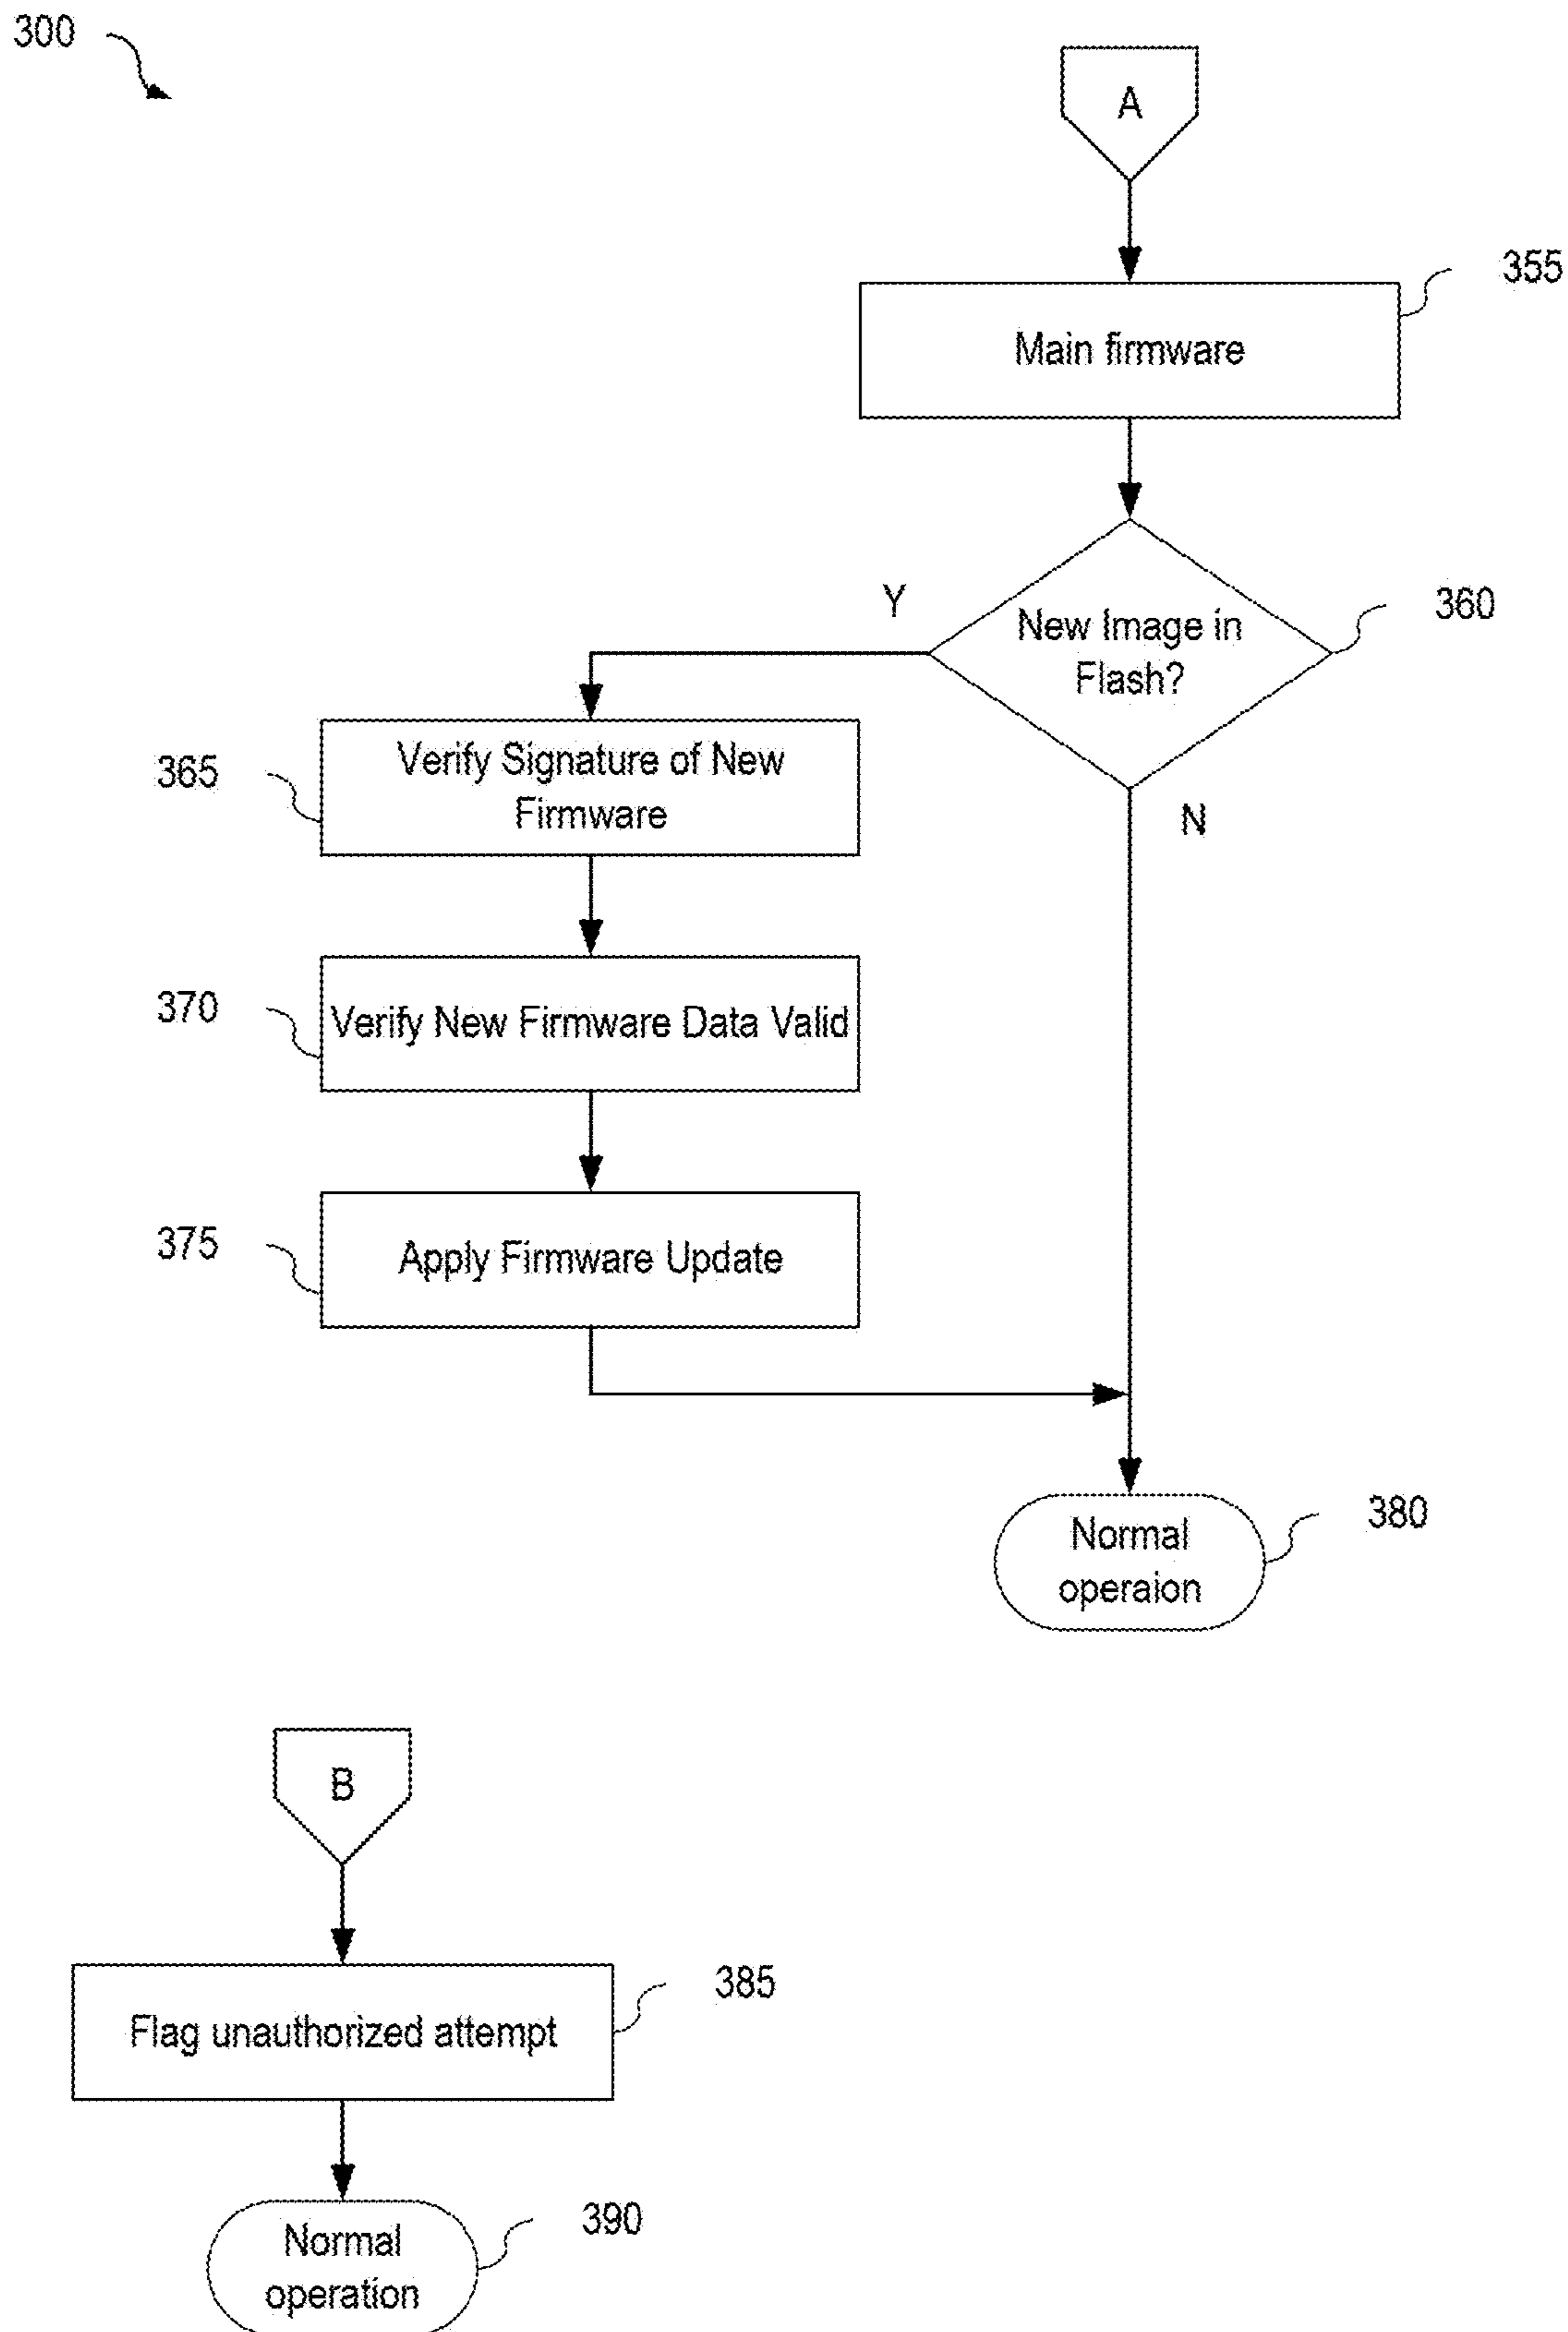 300
A
355
Main firmware
360
Y
New Image in
Flash?
N
365
Verify Signature of New
Firmware
370
Verify New Firmware Data Valid
375
Apply Firmware Update
380
Normal
operaion
B
385
Flag unauthorized attempt
390
Normal
operation